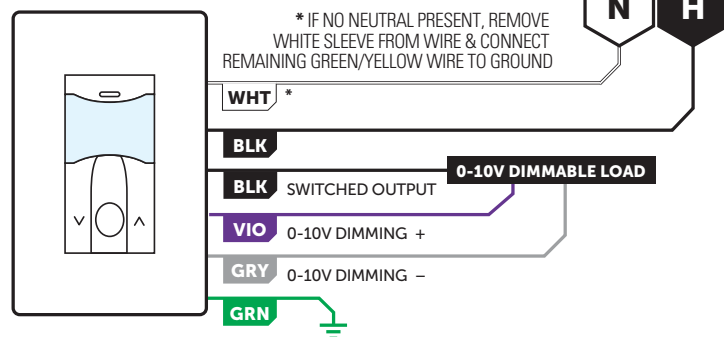 N H
* IF NO NEUTRAL PRESENT, REMOVE
WHITE SLEEVE FROM WIRE & CONNECT
REMAINING GREEN/YELLOW WIRE TO GROUND
WHT *
BLK
0-10V DIMMABLE LOAD
BLK SWITCHED OUTPUT
VIO 0-10V DIMMING +
GRY 0-10V DIMMING –
GRN